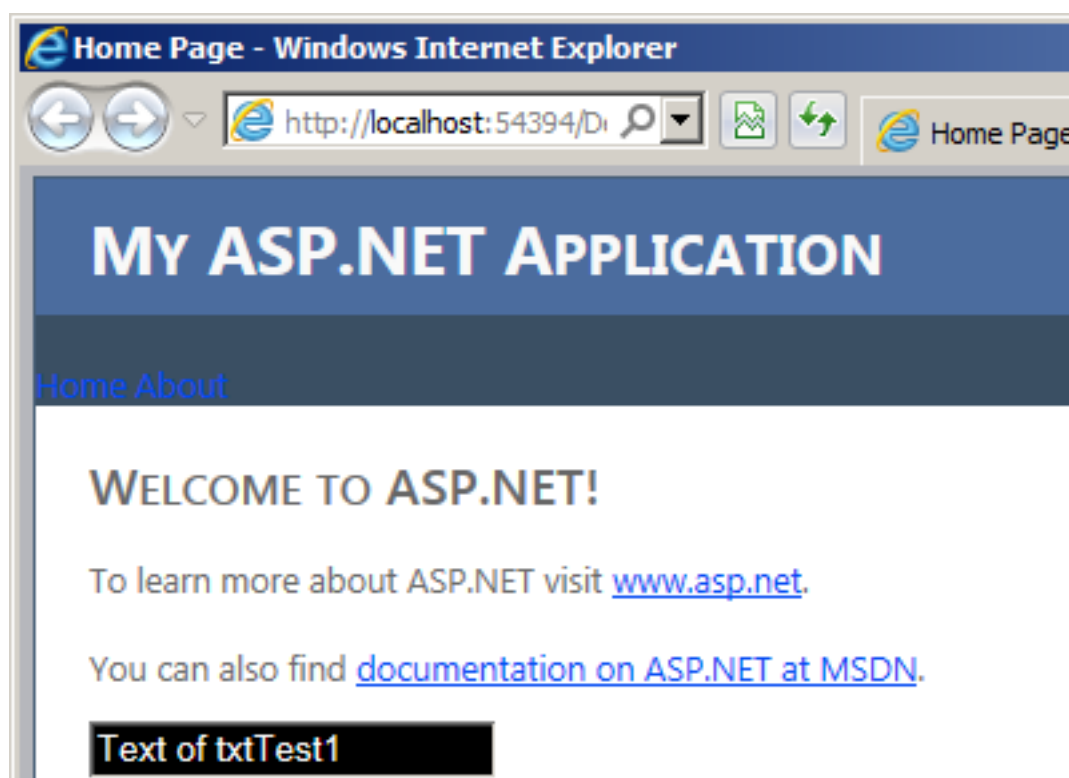 Home Page - Windows Internet Explorer
http://localhost:54394/D
Home Page
MY ASP.NET APPLICATION
Home About
WELCOME TO ASP.NET!
To learn more about ASP.NET visit www.asp.net.
You can also find documentation on ASP.NET at MSDN.
Text of txtTest1